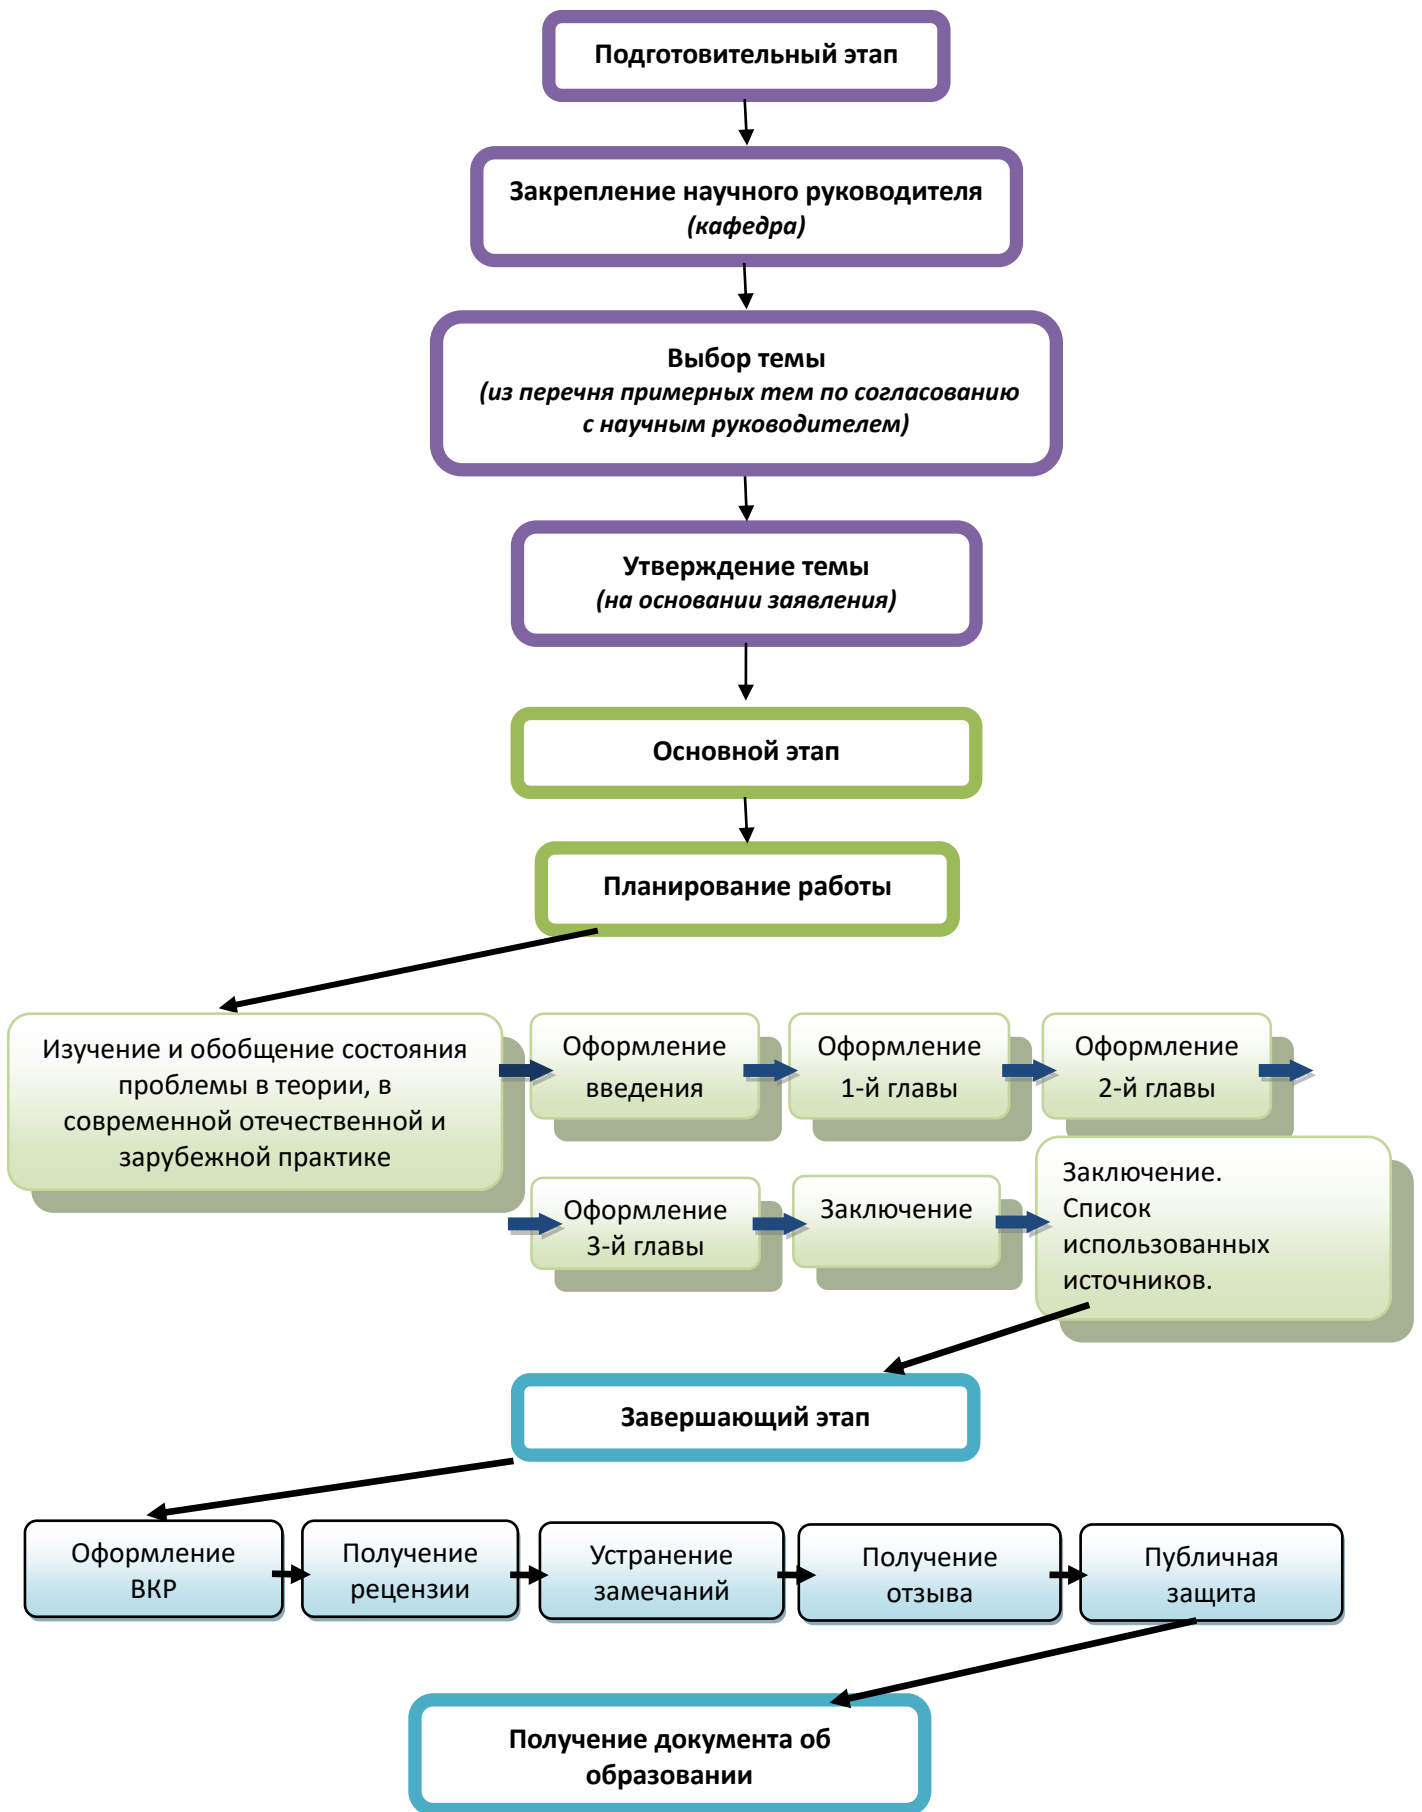 Подготовительный этап
Закрепление научного руководителя
(кафедра)
Выбор темы
(из перечня примерных тем по согласованию
с научным руководителем)
Утверждение темы
(на основании заявления)
Основной этап
Планирование работы
Изучение и обобщение состояния
проблемы в теории, в
современной отечественной и
зарубежной практике
Оформление
введения
Оформление
1-й главы
Оформление
2-й главы
Оформление
3-й главы
Заключение
Заключение.
Список
использованных
источников.
Завершающий этап
Оформление
ВКР
Получение
рецензии
Устранение
замечаний
Получение
отзыва
Публичная
защита
Получение документа об
образовании